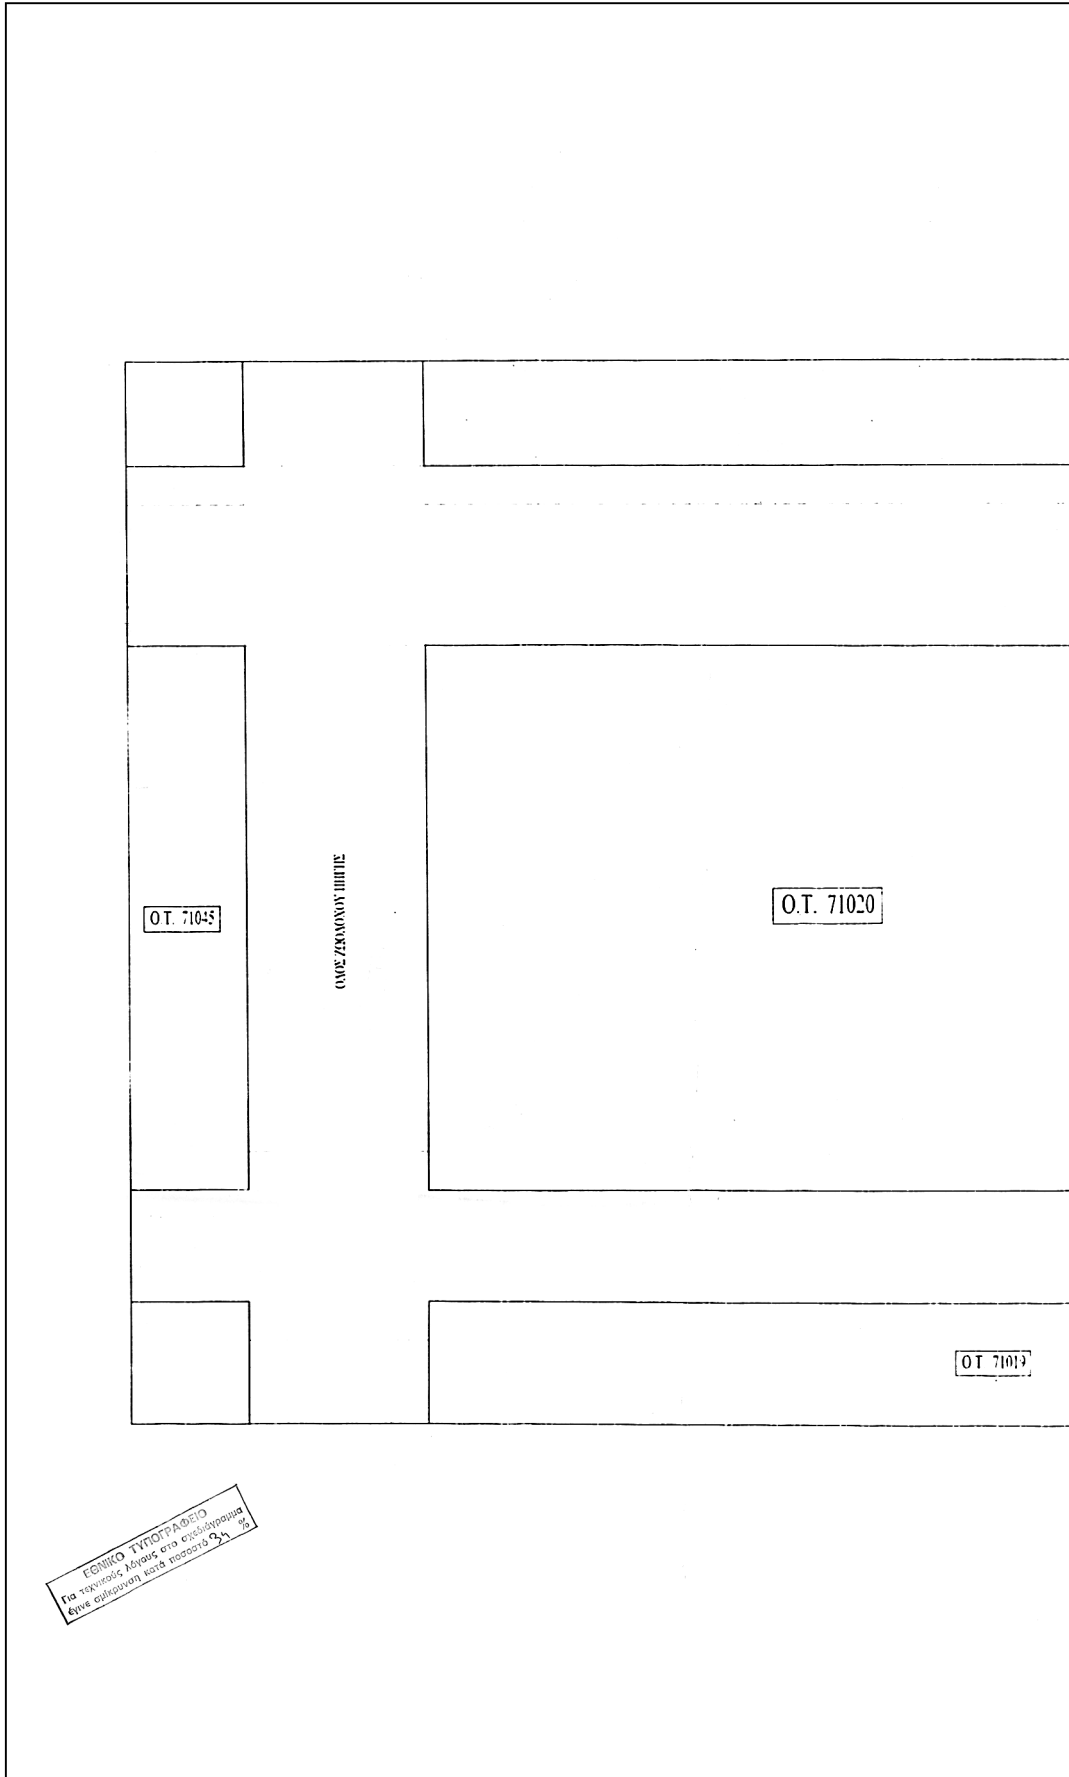 ΟΔΟΣ ΖΩΟΔΟΧΟΥ ΠΗΓΗΣ
Ο.Τ. 71045
Ο.Τ. 71020
Ο.Τ. 71019
ΕΘΝΙΚΟ ΤΥΠΟΓΡΑΦΕΙΟ
Για τεχνικούς λόγους στο σχεδιάγραμμα
έγινε σμίκρυνση κατά ποσοστό 34 %